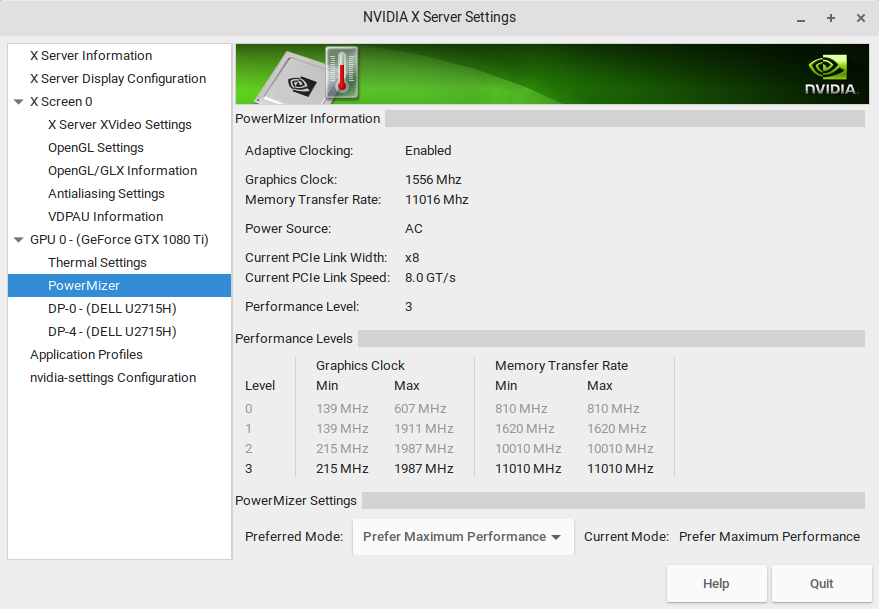 NVIDIA X Server Settings
X Server Information
X Server Display Configuration
X Screen 0
X Server XVideo Settings
OpenGL Settings
OpenGL/GLX Information
Antialiasing Settings
VDPAU Information
GPU 0 - (GeForce GTX 1080 Ti)
Thermal Settings
PowerMizer
DP-0 - (DELL U2715H)
DP-4 - (DELL U2715H)
Application Profiles
nvidia-settings Configuration
NVIDIA.
PowerMizer Information
Adaptive Clocking: Enabled
Graphics Clock: 1556 Mhz
Memory Transfer Rate: 11016 Mhz
Power Source: AC
Current PCIe Link Width: x8
Current PCIe Link Speed: 8.0 GT/s
Performance Level: 3
Performance Levels
Graphics Clock Memory Transfer Rate
Level Min Max Min Max
0 139 MHz 607 MHz 810 MHz 810 MHz
1 139 MHz 1911 MHz 1620 MHz 1620 MHz
2 215 MHz 1987 MHz 10010 MHz 10010 MHz
3 215 MHz 1987 MHz 11010 MHz 11010 MHz
PowerMizer Settings
Preferred Mode: Prefer Maximum Performance Current Mode: Prefer Maximum Performance
Help Quit